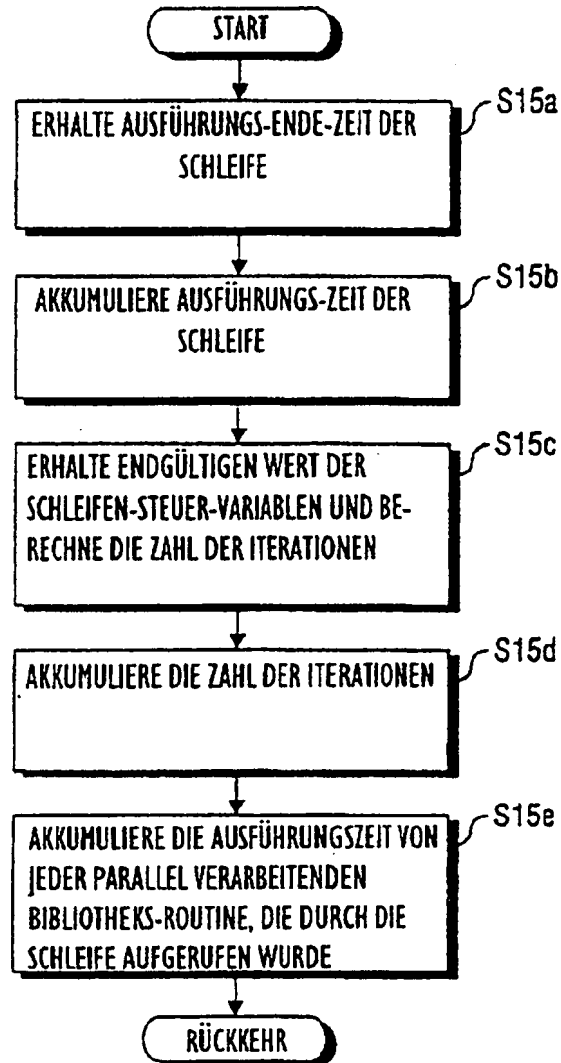 START
S15a
ERHALTE AUSFÜHRUNGS-ENDE-ZEIT DER
SCHLEIFE
S15b
AKKUMULIERE AUSFÜHRUNGS-ZEIT DER
SCHLEIFE
S15c
ERHALTE ENDGÜLTIGEN WERT DER
SCHLEIFEN-STEUER-VARIABLEN UND BE-
RECHNE DIE ZAHL DER ITERATIONEN
S15d
AKKUMULIERE DIE ZAHL DER ITERATIONEN
S15e
AKKUMULIERE DIE AUSFÜHRUNGSZEIT VON
JEDER PARALLEL VERARBEITENDEN
BIBLIOTHEKS-ROUTINE, DIE DURCH DIE
SCHLEIFE AUFGERUFEN WURDE
RÜCKKEHR